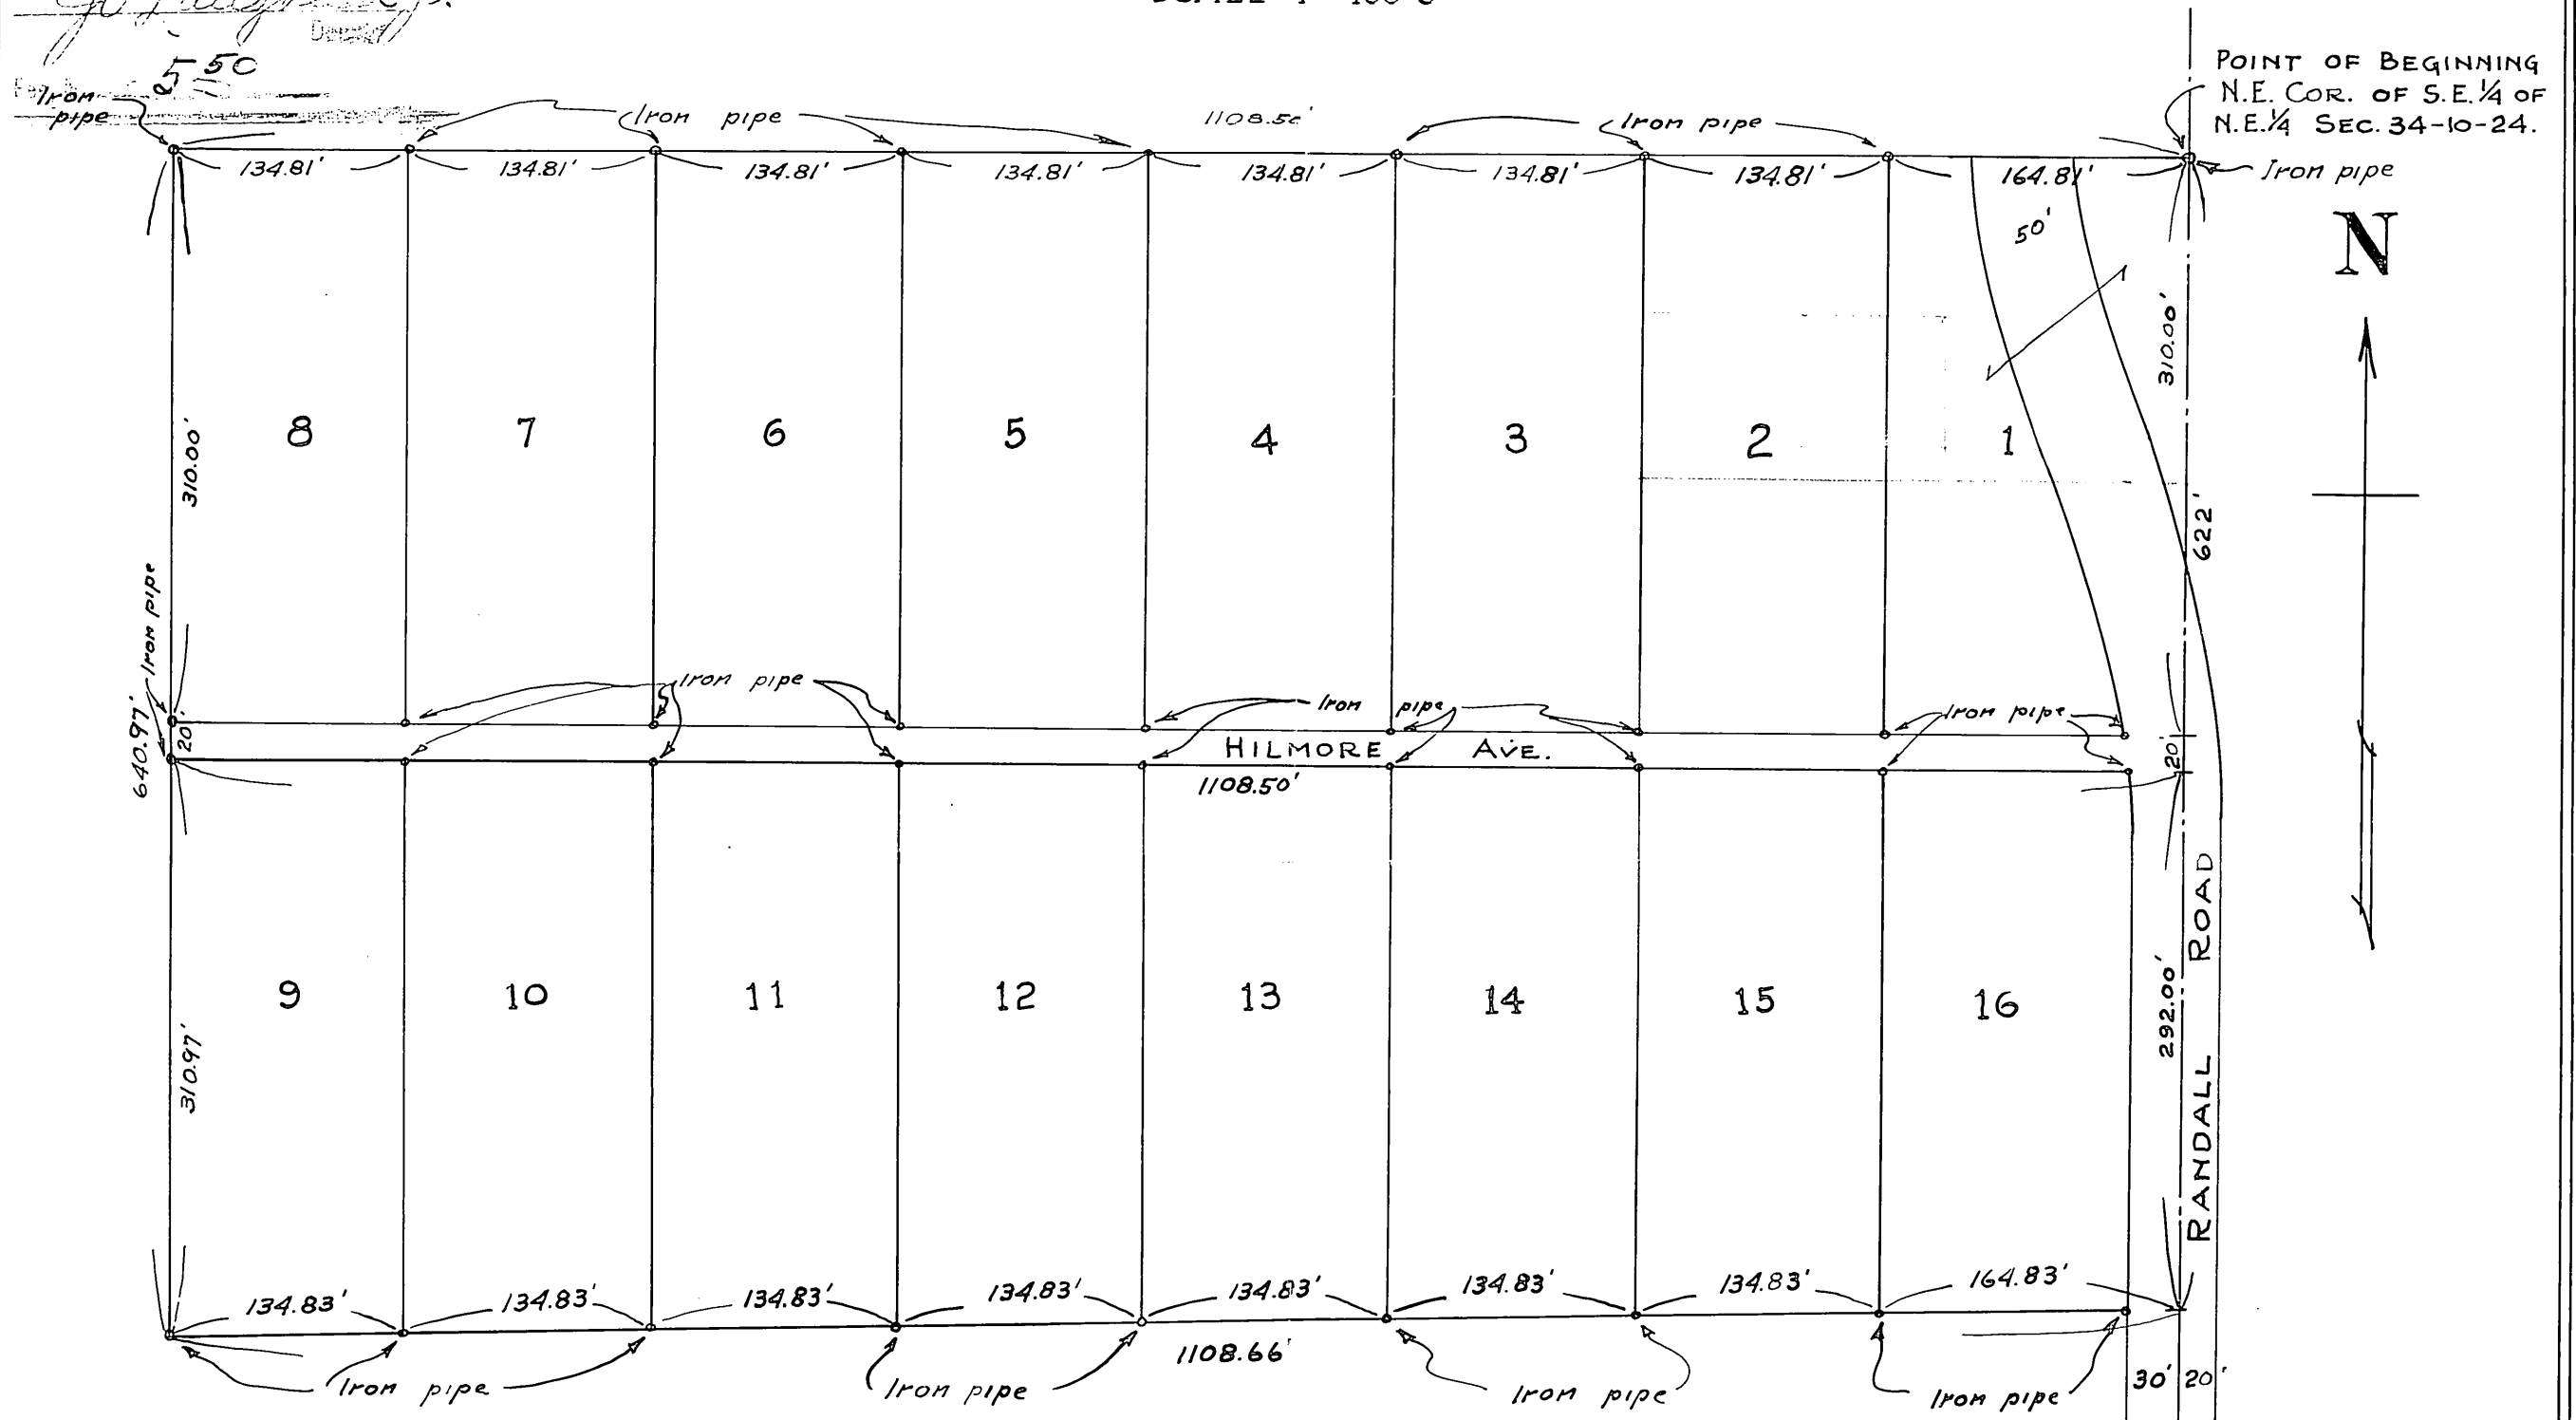 5 50
POINT OF BEGINNING
N.E. COR. OF S.E. 1/4 OF
N.E. 1/4 SEC. 34-10-24.
Iron pipe
Iron pipe
1108.50'
Iron pipe
Iron pipe
134.81'
134.81'
134.81'
134.81'
134.81'
134.81'
134.81'
164.81'
50'
N
310.00'
310.00'
8
7
6
5
4
3
2
1
622'
Iron pipe
Iron pipe
Iron pipe
Iron pipe
640.97'
20'
HILMORE AVE.
20'
1108.50'
RANDALL ROAD
9
10
11
12
13
14
15
16
310.97'
292.00'
134.83'
134.83'
134.83'
134.83'
134.83'
134.83'
134.83'
164.83'
1108.66'
Iron pipe
Iron pipe
Iron pipe
Iron pipe
30'
20'